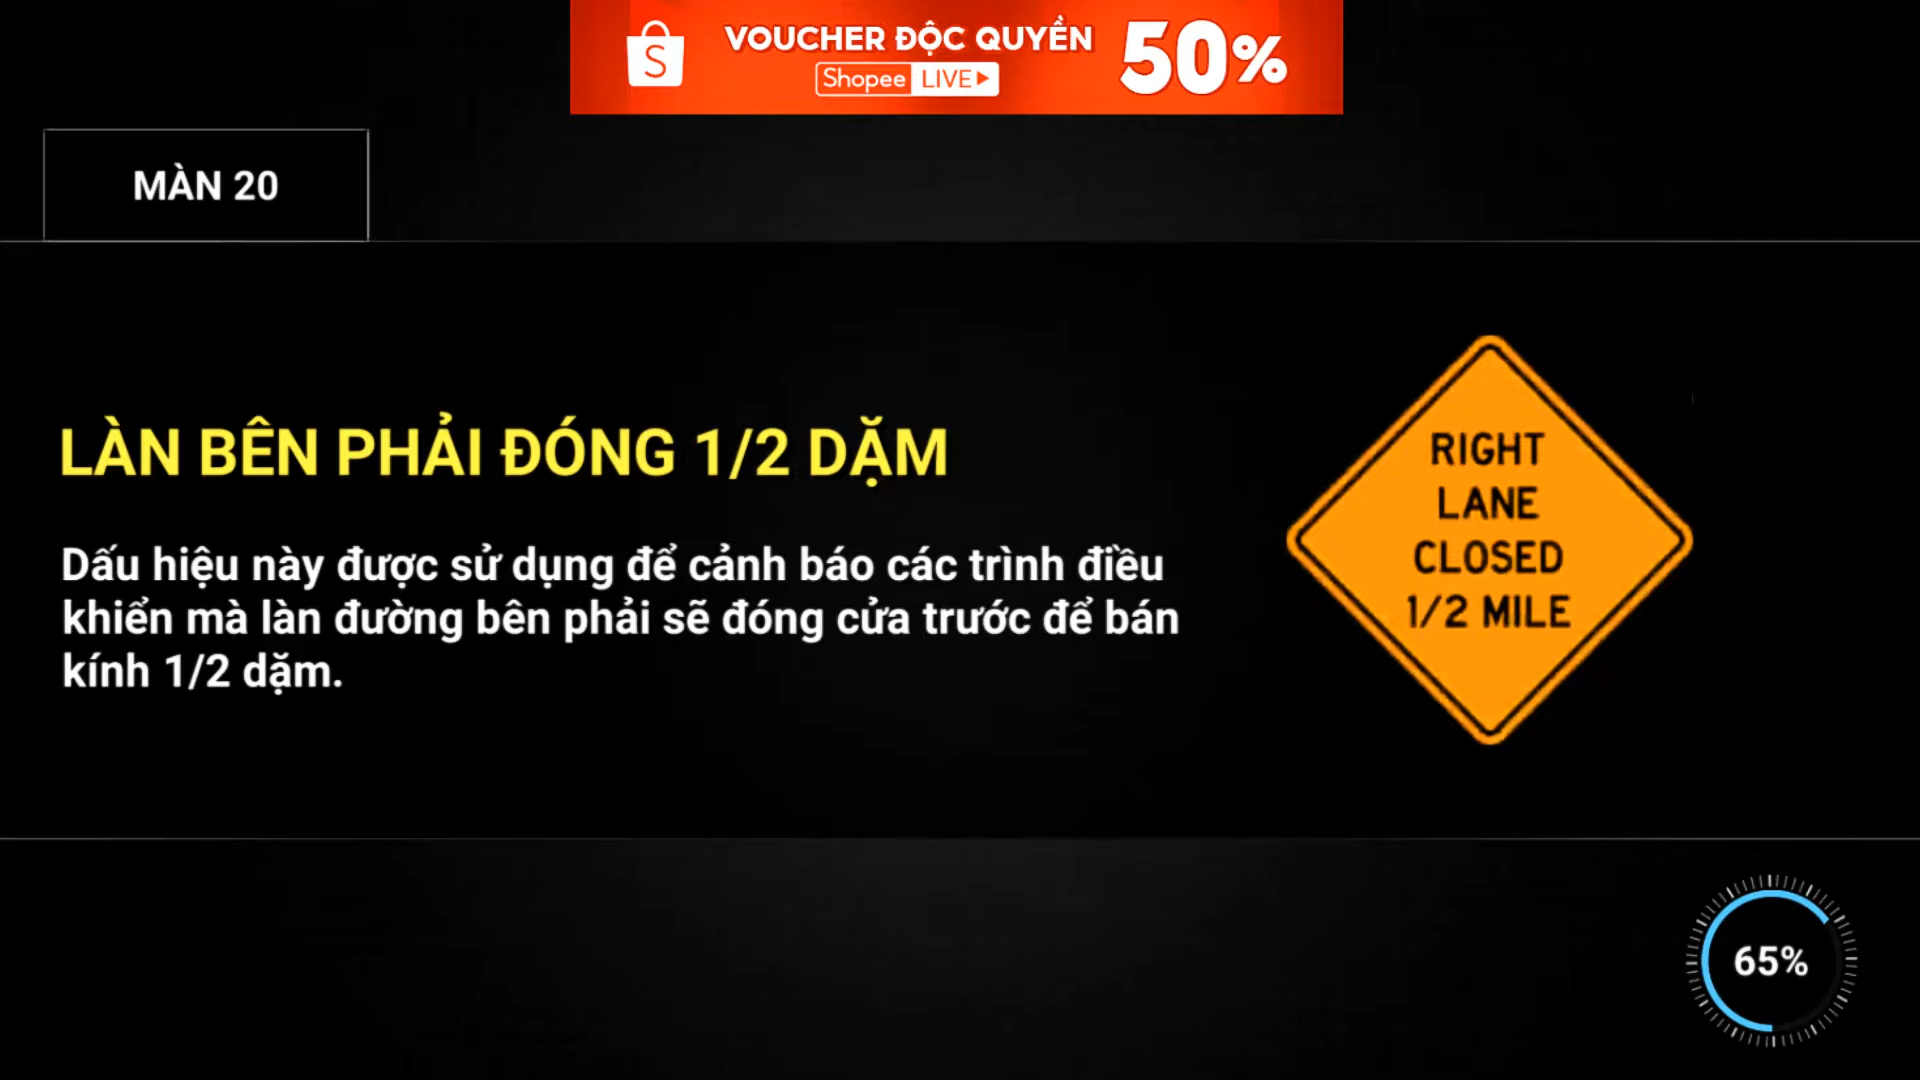 VOUCHER ĐỘC QUYỀN
Shopee LIVE
50%
MÀN 20
LÀN BÊN PHẢI ĐÓNG 1/2 DẶM
Dấu hiệu này được sử dụng để cảnh báo các trình điều
khiển mà làn đường bên phải sẽ đóng cửa trước để bán
kính 1/2 dặm.
RIGHT
LANE
CLOSED
1/2 MILE
65%